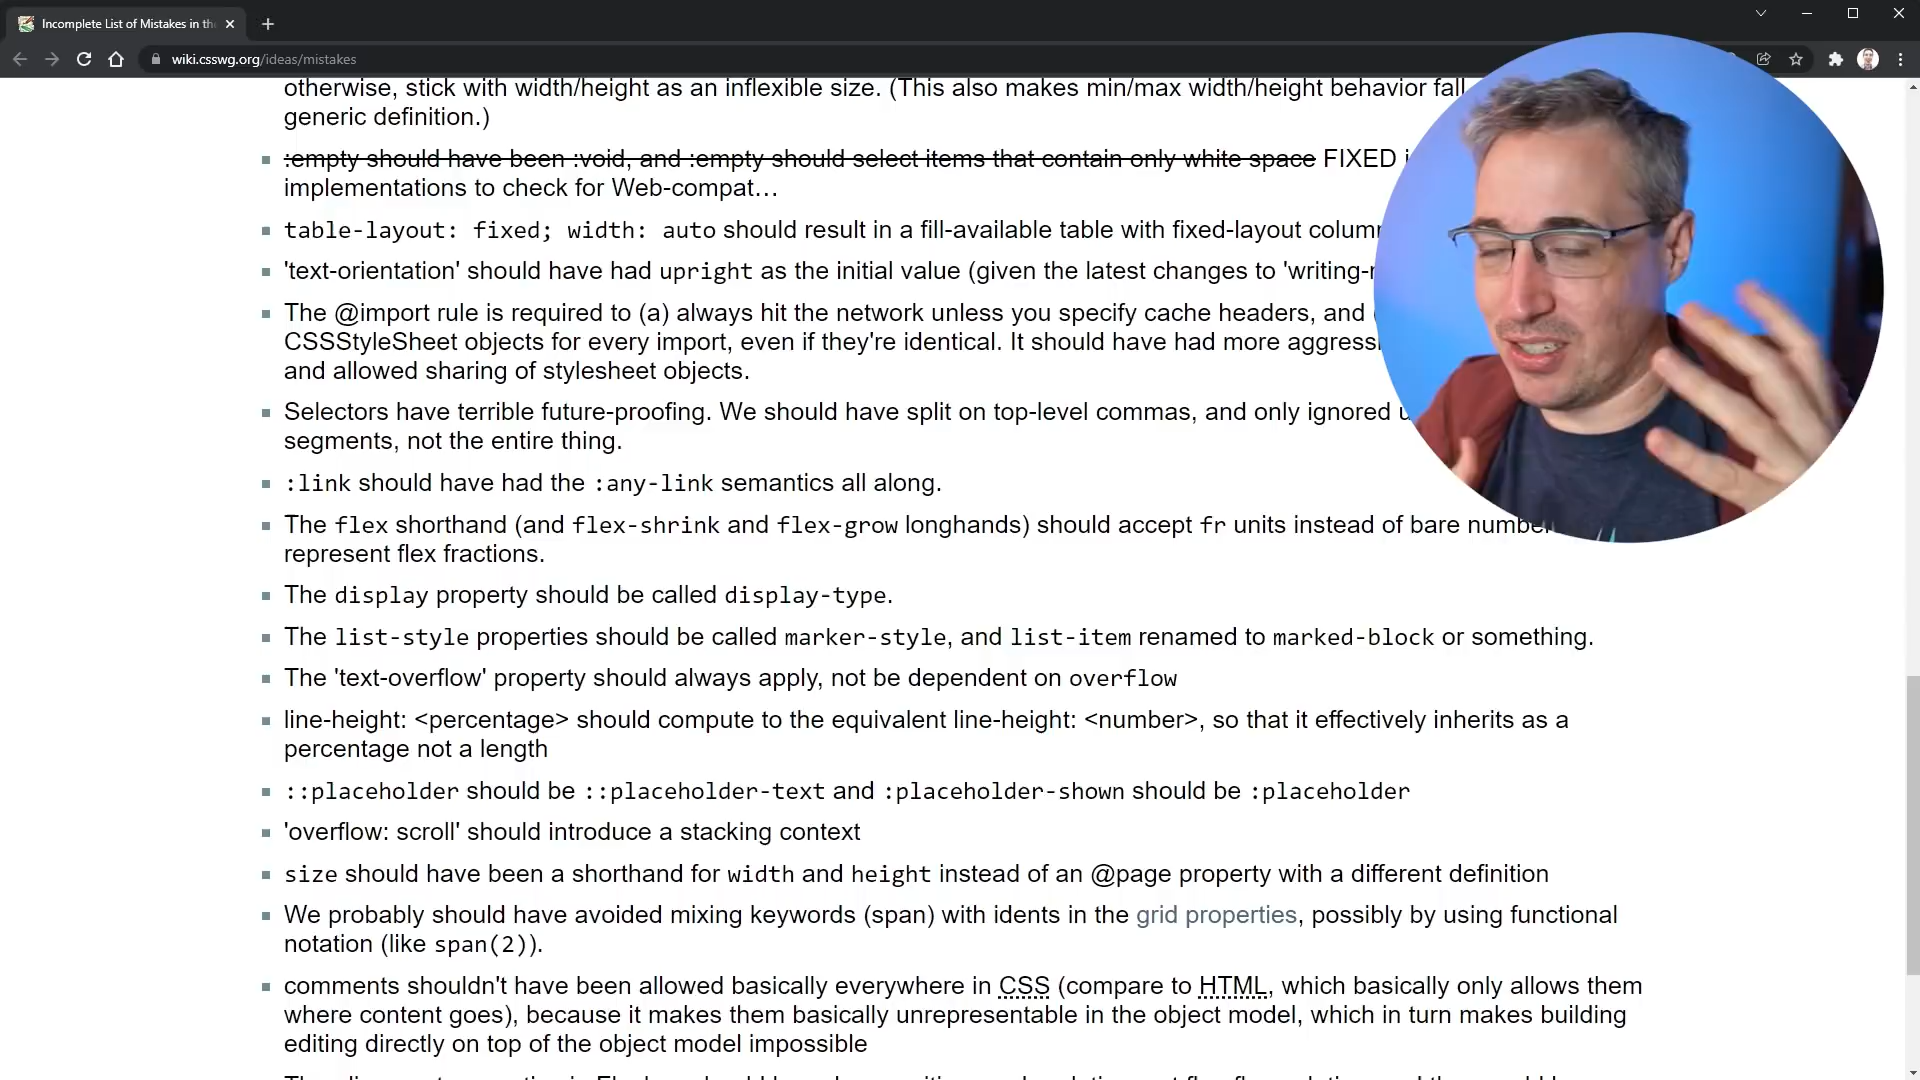 Incomplete List of Mistakes in th
wiki.csswg.org/ideas/mistakes
otherwise, stick with width/height as an inflexible size. (This also makes min/max width/height behavior fall
generic definition.)
:empty should have been :void, and :empty should select items that contain only white space FIXED
implementations to check for Web-compat…
table-layout: fixed; width: auto should result in a fill-available table with fixed-layout colum
'text-orientation' should have had upright as the initial value (given the latest changes to 'writing-
The @import rule is required to (a) always hit the network unless you specify cache headers, and
CSSStyleSheet objects for every import, even if they're identical. It should have had more aggress
and allowed sharing of stylesheet objects.
Selectors have terrible future-proofing. We should have split on top-level commas, and only ignored
segments, not the entire thing.
:link should have had the :any-link semantics all along.
The flex shorthand (and flex-shrink and flex-grow longhands) should accept fr units instead of bare number
represent flex fractions.
The display property should be called display-type.
The list-style properties should be called marker-style, and list-item renamed to marked-block or something.
The 'text-overflow' property should always apply, not be dependent on overflow
line-height: <percentage> should compute to the equivalent line-height: <number>, so that it effectively inherits as a
percentage not a length
::placeholder should be ::placeholder-text and :placeholder-shown should be :placeholder
'overflow: scroll' should introduce a stacking context
size should have been a shorthand for width and height instead of an @page property with a different definition
We probably should have avoided mixing keywords (span) with idents in the grid properties, possibly by using functional
notation (like span(2)).
comments shouldn't have been allowed basically everywhere in CSS (compare to HTML, which basically only allows them
where content goes), because it makes them basically unrepresentable in the object model, which in turn makes building
editing directly on top of the object model impossible